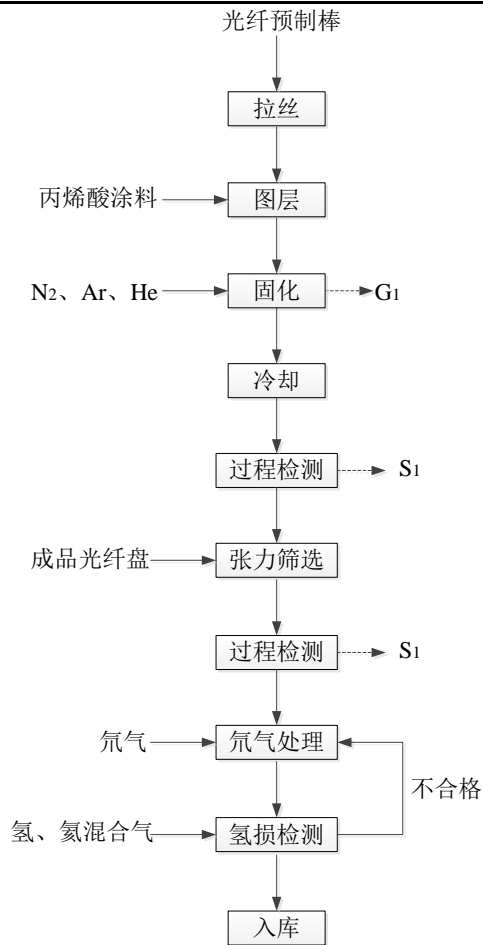 光纤预制棒
拉丝
丙烯酸涂料
图层
N2、Ar、He
固化
G1
冷却
过程检测
S1
成品光纤盘
张力筛选
过程检测
S1
氘气
氘气处理
不合格
氢、氦混合气
氢损检测
入库